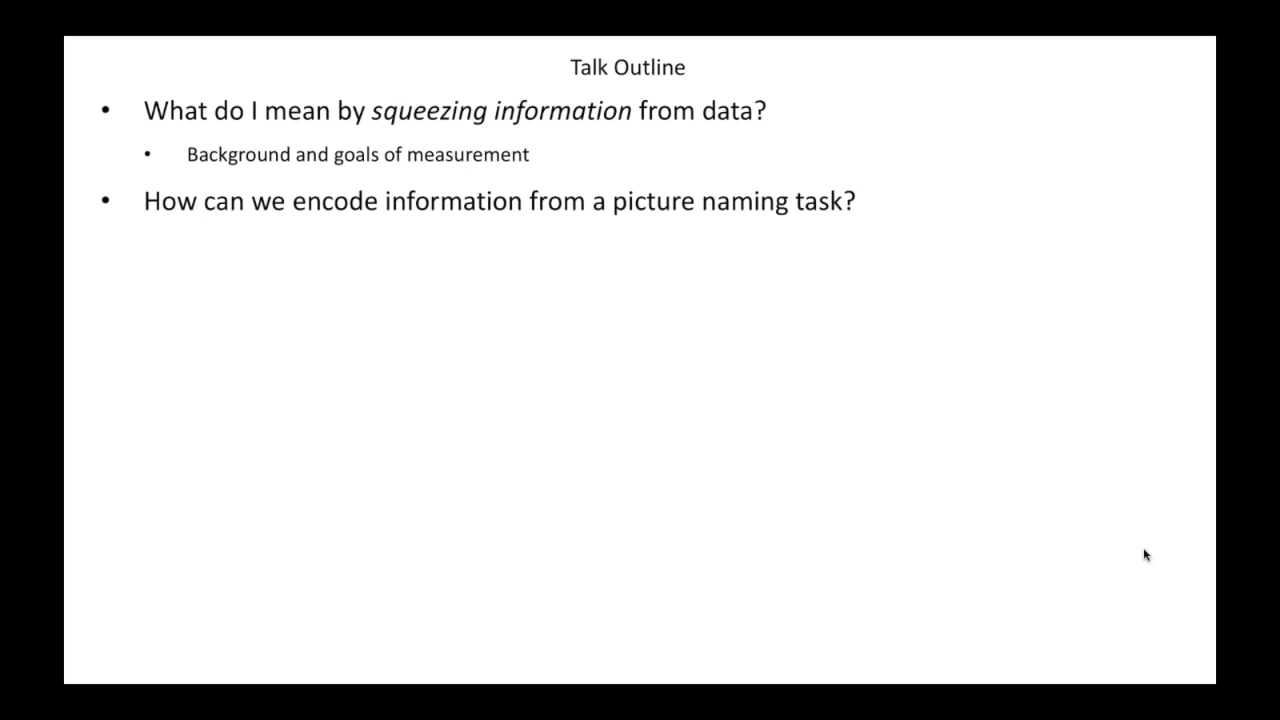 Talk Outline
• What do I mean by squeezing information from data?
• Background and goals of measurement
• How can we encode information from a picture naming task?